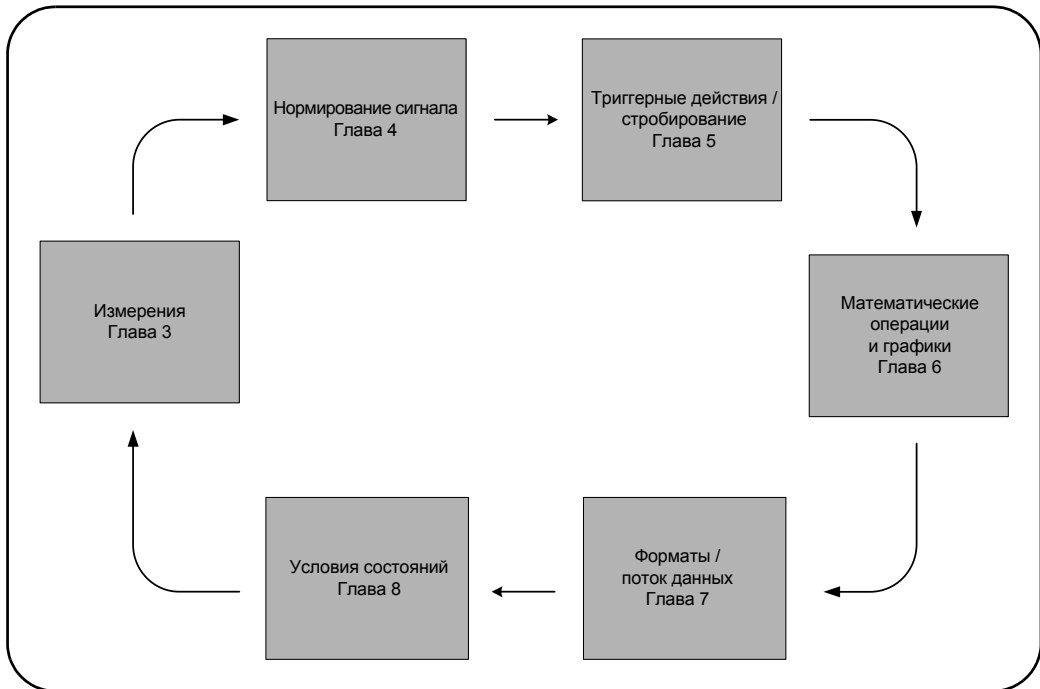 Нормирование сигнала
Глава 4
Триггерные действия /
стробирование
Глава 5
Измерения
Глава 3
Математические
операции
и графики
Глава 6
Условия состояний
Глава 8
Форматы /
поток данных
Глава 7